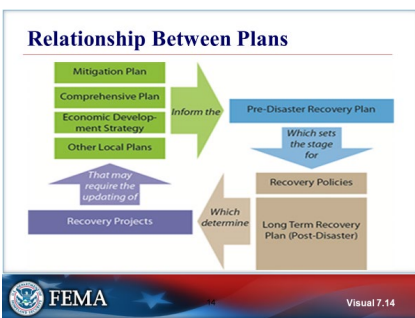 Relationship Between Plans
Mitigation Plan
Comprehensive Plan
Economic Develop-
ment Strategy
Other Local Plans
Inform the
Pre-Disaster Recovery Plan
Which sets
the stage
for
Recovery Policies
Long Term Recovery
Plan (Post-Disaster)
Which
determine
Recovery Projects
That may
require the
updating of
FEMA
14
Visual 7.14